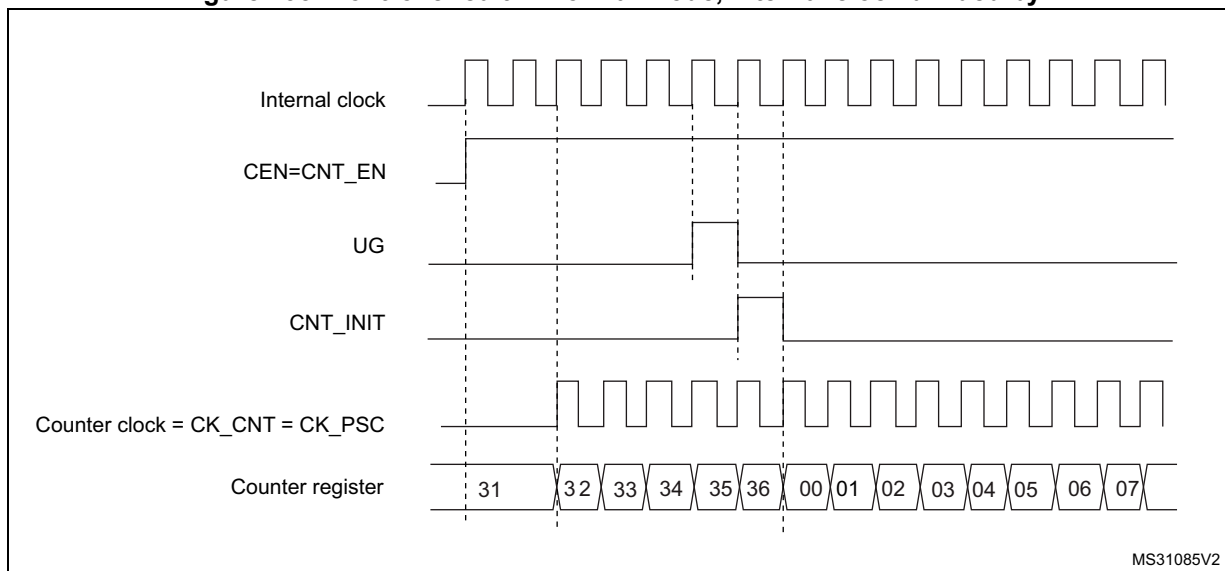 Internal clock
CEN=CNT_EN
UG
CNT_INIT
Counter clock = CK_CNT = CK_PSC
Counter register 31 32 33 34 35 36 00 01 02 03 04 05 06 07
MS31085V2